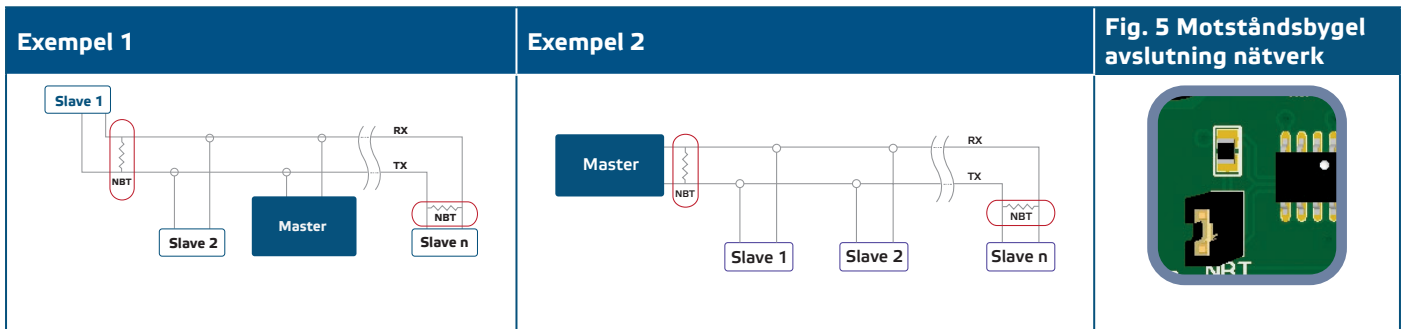 Exempel 1
Slave 1
RX
TX
NBT
NBT
Slave 2
Master
Slave n
Exempel 2
Master
RX
TX
NBT
NBT
Slave 1
Slave 2
Slave n
Fig. 5 Motståndsbygel
avslutning nätverk
NBT